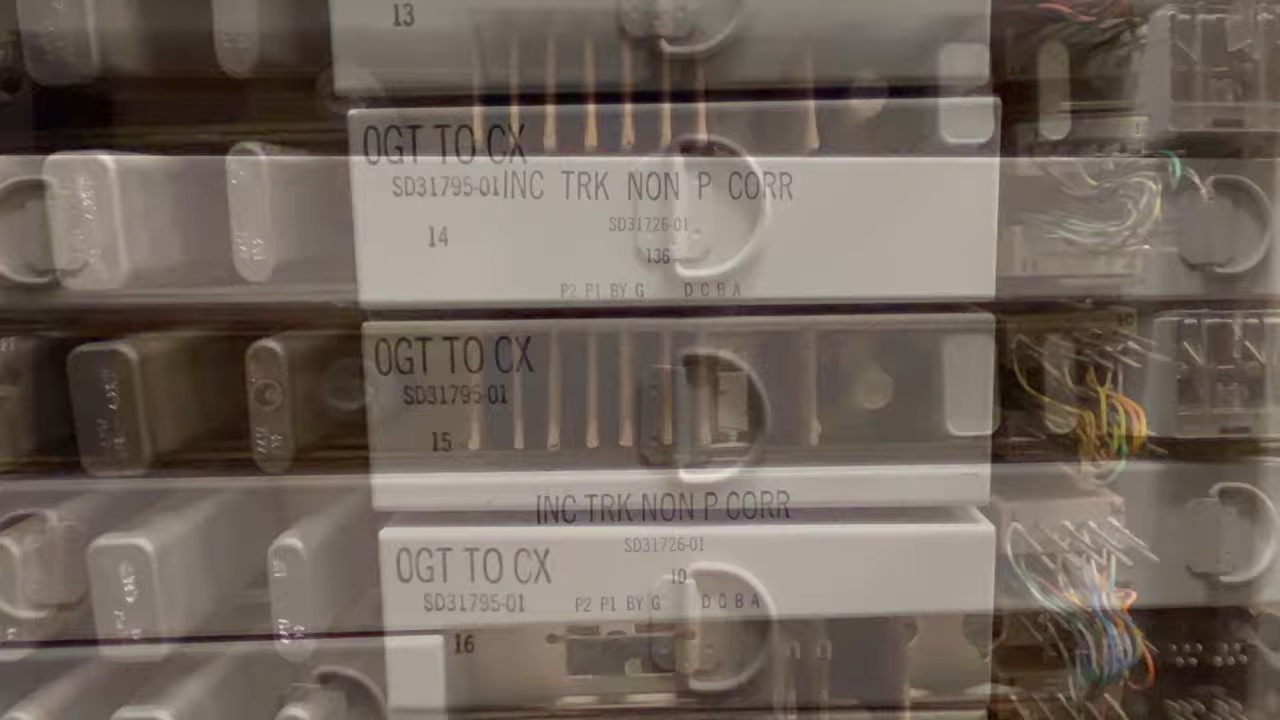 13
OGT TO CX
SD31795-01
14
INC TRK NON P CORR
SD31726-01
136
P2 P1 BY G D C B A
OGT TO CX
SD31795-01
15
INC TRK NON P CORR
SD31726-01
10
P2 P1 BY G D C B A
OGT TO CX
SD31795-01
16